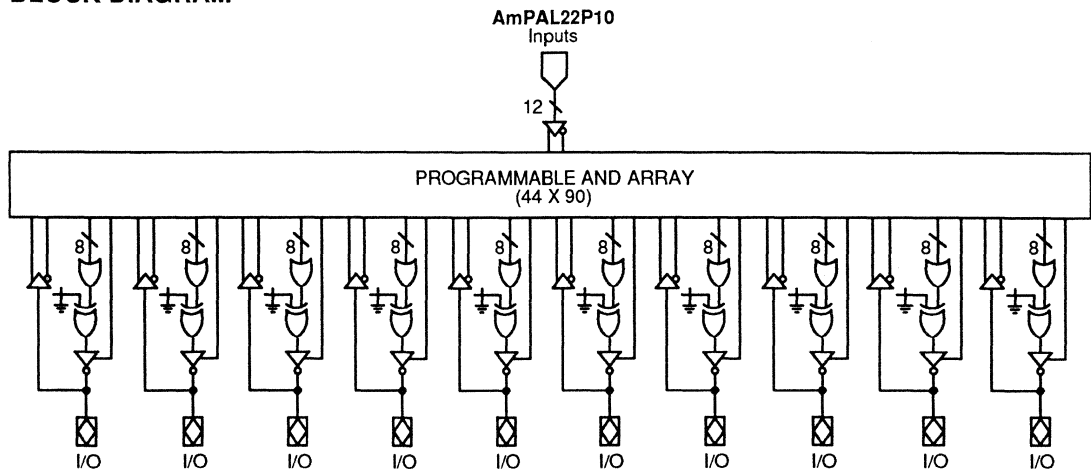 BLOCK DIAGRAM
AmPAL22P10
Inputs
12
PROGRAMMABLE AND ARRAY
(44 X 90)
8 8 8 8 8 8 8 8 8 8
I/O I/O I/O I/O I/O I/O I/O I/O I/O I/O